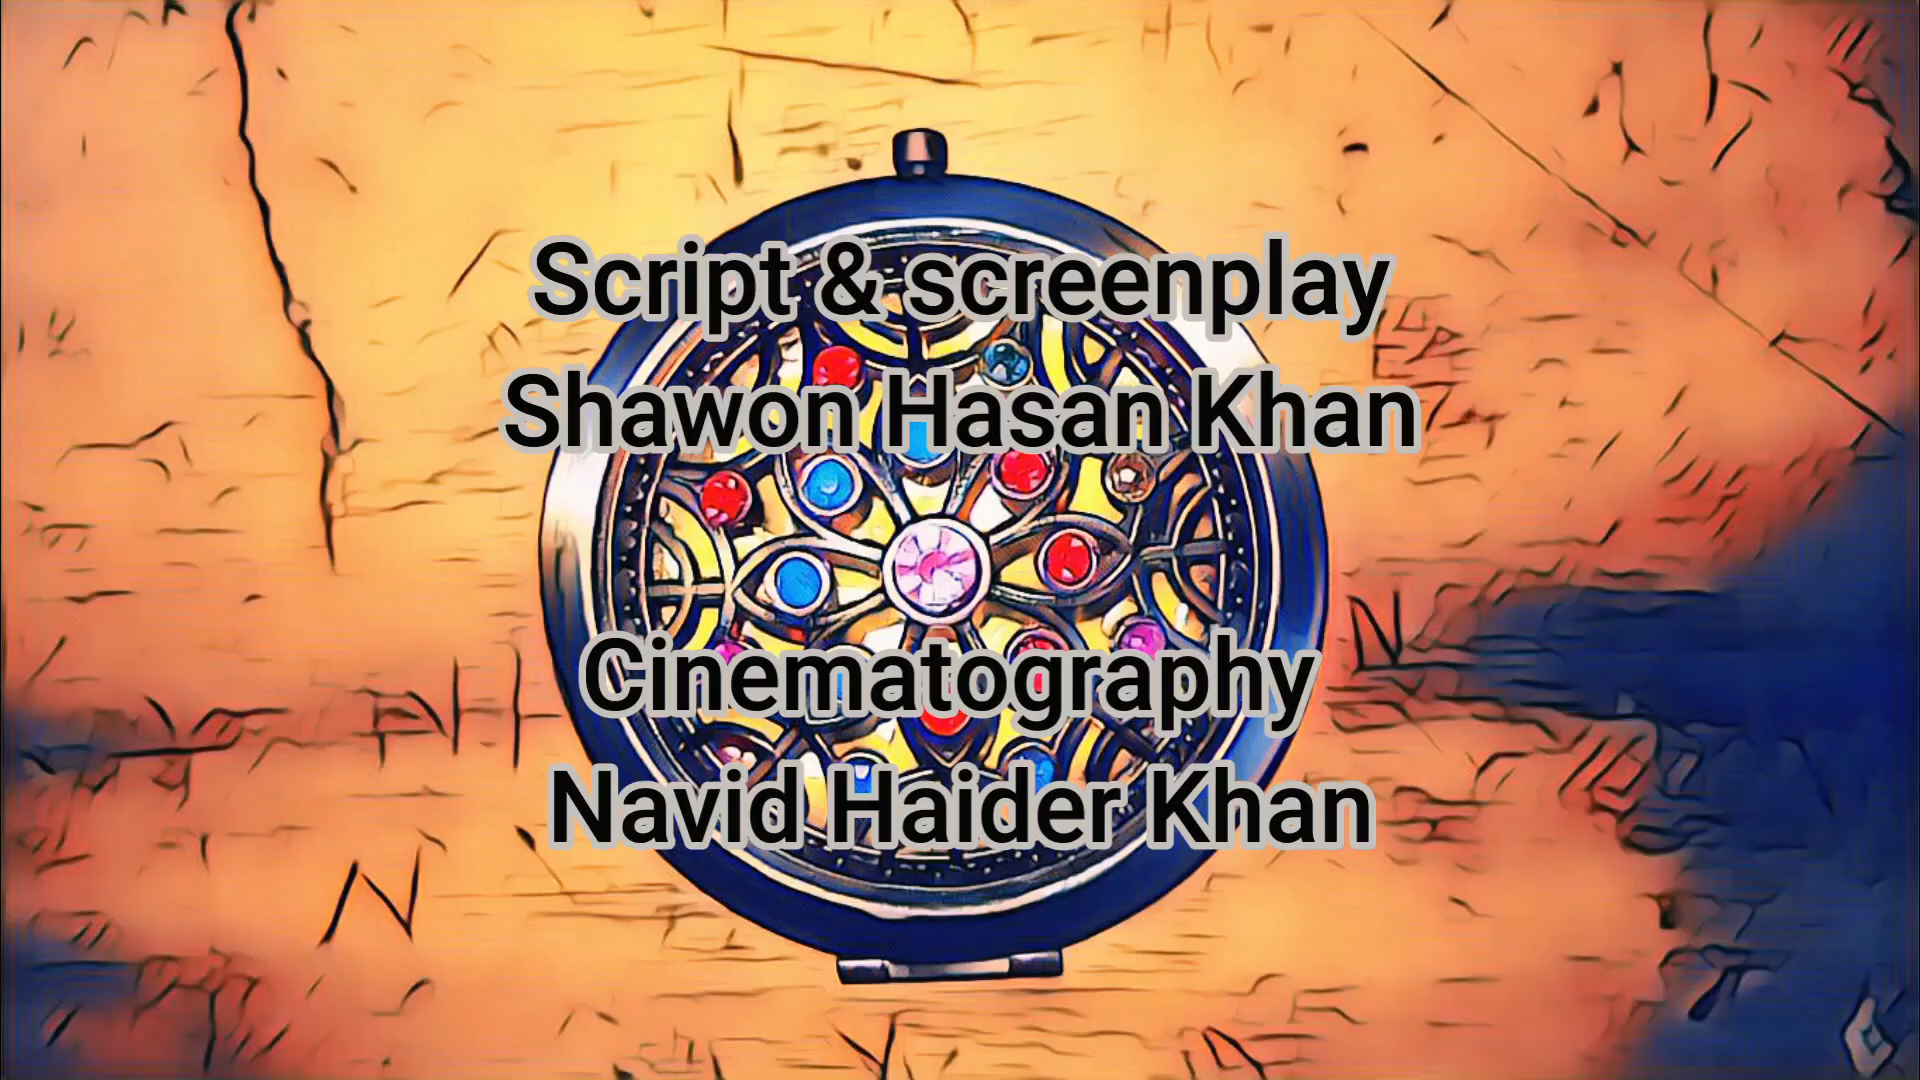 Script & screenplay
Shawon Hasan Khan
Cinematography
Navid Haider Khan